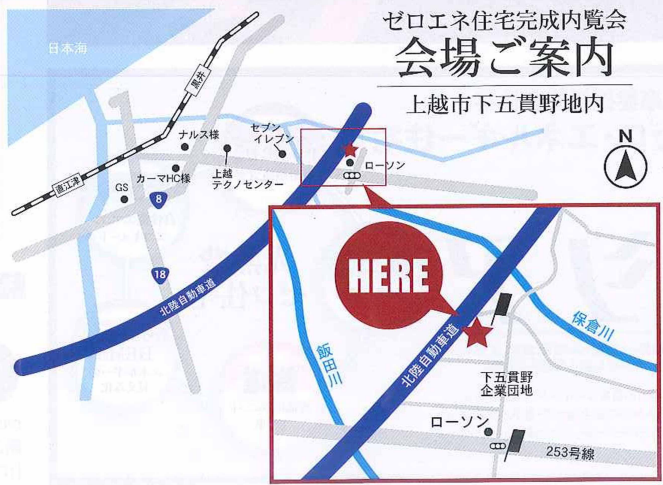 ゼロエネ住宅完成内覧会
会場ご案内
上越市下五貫野地内
日本海
黒井
直江津
ナルス様
カーマHC様
GS
上越
テクノセンター
セブン
イレブン
ローソン
N
8
18
北陸自動車道
HERE
飯田川
保倉川
北陸自動車道
下五貫野
企業団地
ローソン
253号線